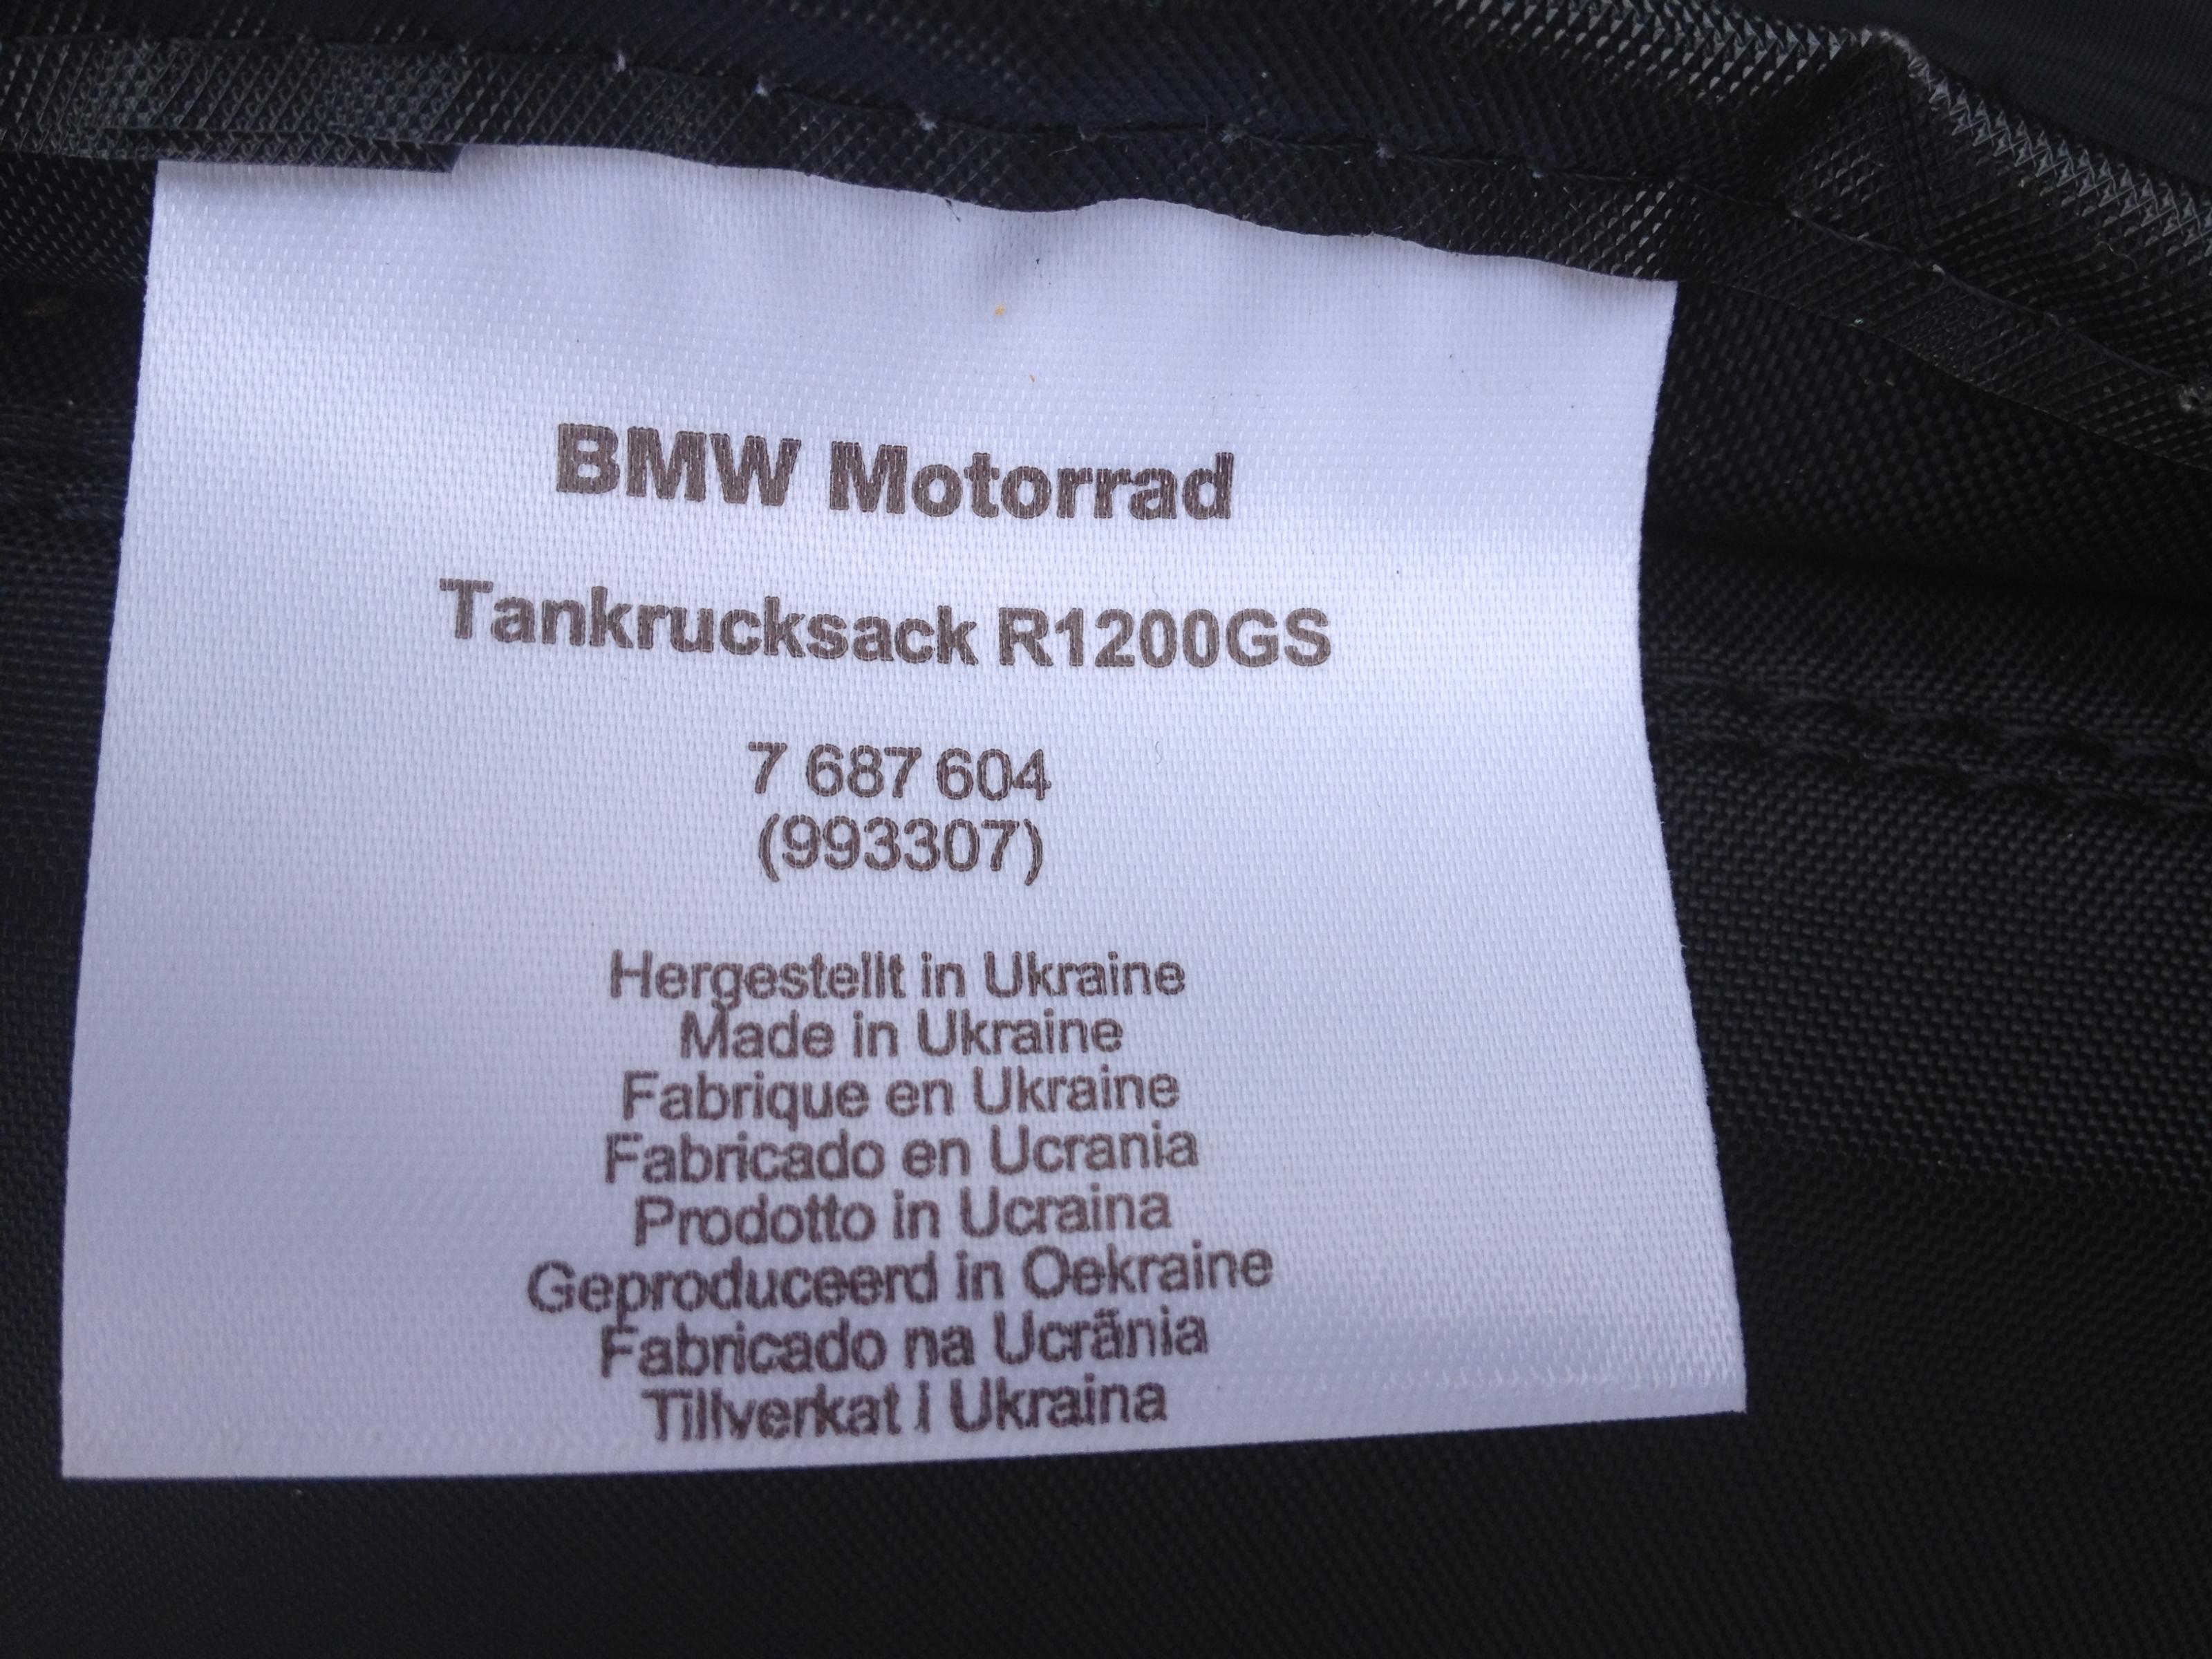 BMW Motorrad
Tankrucksack R1200GS
7 687 604
(993307)
Hergestellt in Ukraine
Made in Ukraine
Fabrique en Ukraine
Fabricado en Ucrania
Prodotto in Ucraina
Geproduceerd in Oekraine
Fabricado na Ucrãnia
Tillverkat i Ukraina